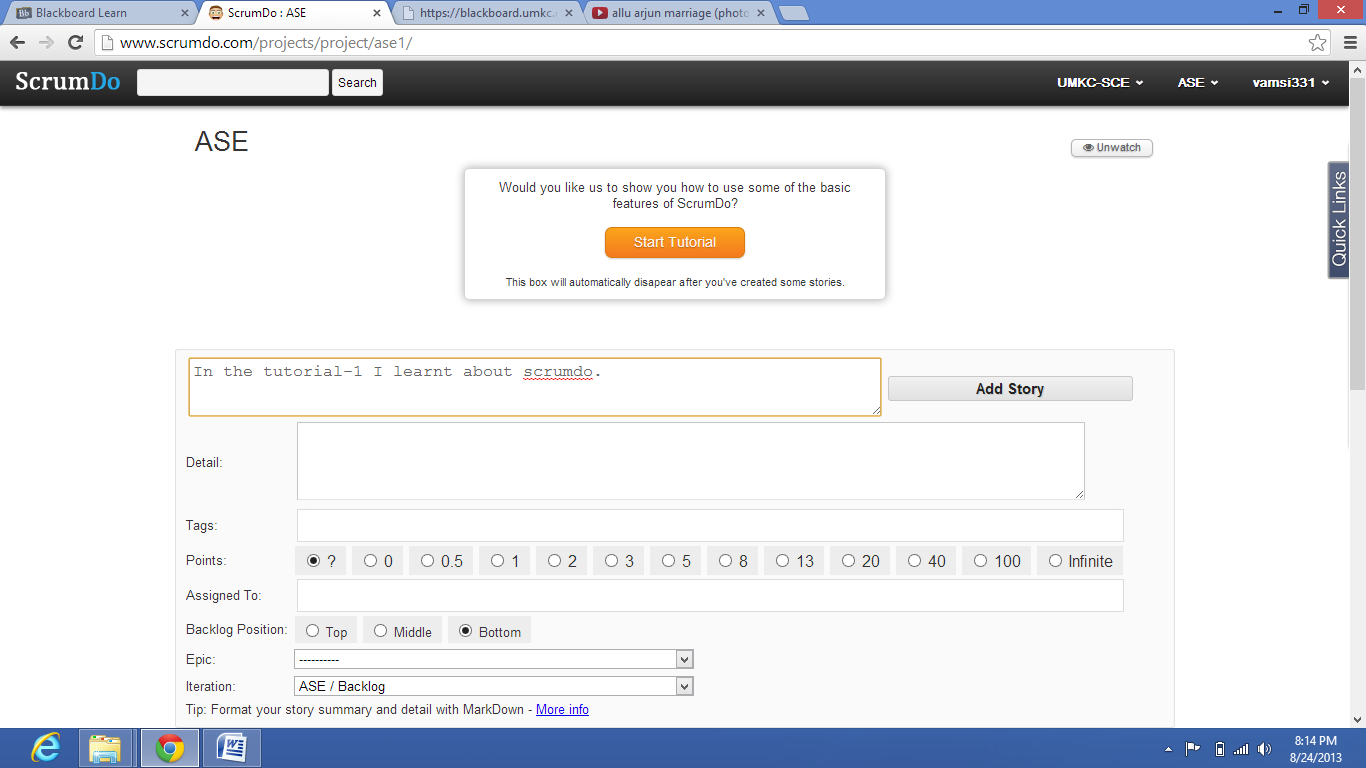 Blackboard Learn
ScrumDo : ASE
https://blackboard.umkc.
allu arjun marriage (photo
www.scrumdo.com/projects/project/ase1/
ScrumDo Search UMKC-SCE ASE vamsi331
ASE
Unwatch
Would you like us to show you how to use some of the basic
features of ScrumDo?
Start Tutorial
This box will automatically disapear after you've created some stories.
Quick Links
In the tutorial-1 I learnt about scrumdo.
Add Story
Detail:
Tags:
Points: ? 0 0.5 1 2 3 5 8 13 20 40 100 Infinite
Assigned To:
Backlog Position: Top Middle Bottom
Epic: ----------
Iteration: ASE / Backlog
Tip: Format your story summary and detail with MarkDown - More info
8:14 PM
8/24/2013